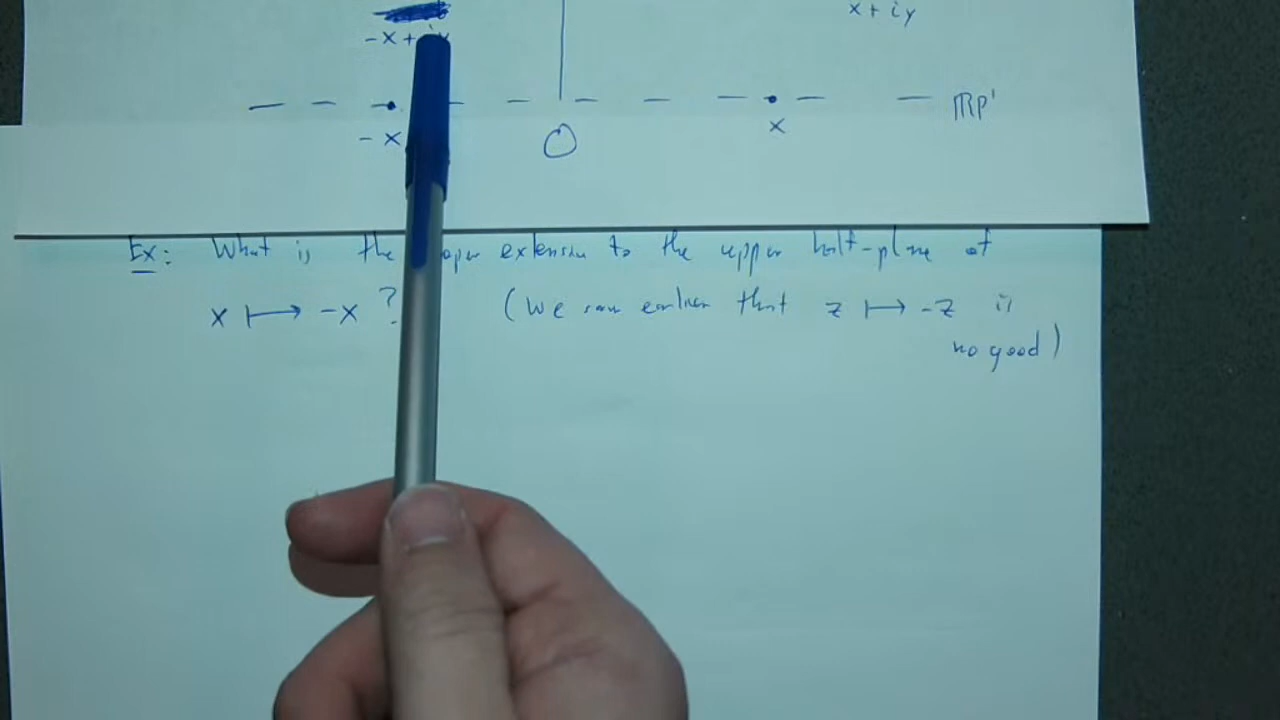 x + iy
-x + iy
ℝP¹
-x O x
Ex: What is the extension to the upper half-plane of
x ↦ -x ? (We saw earlier that z ↦ -z is
no good)